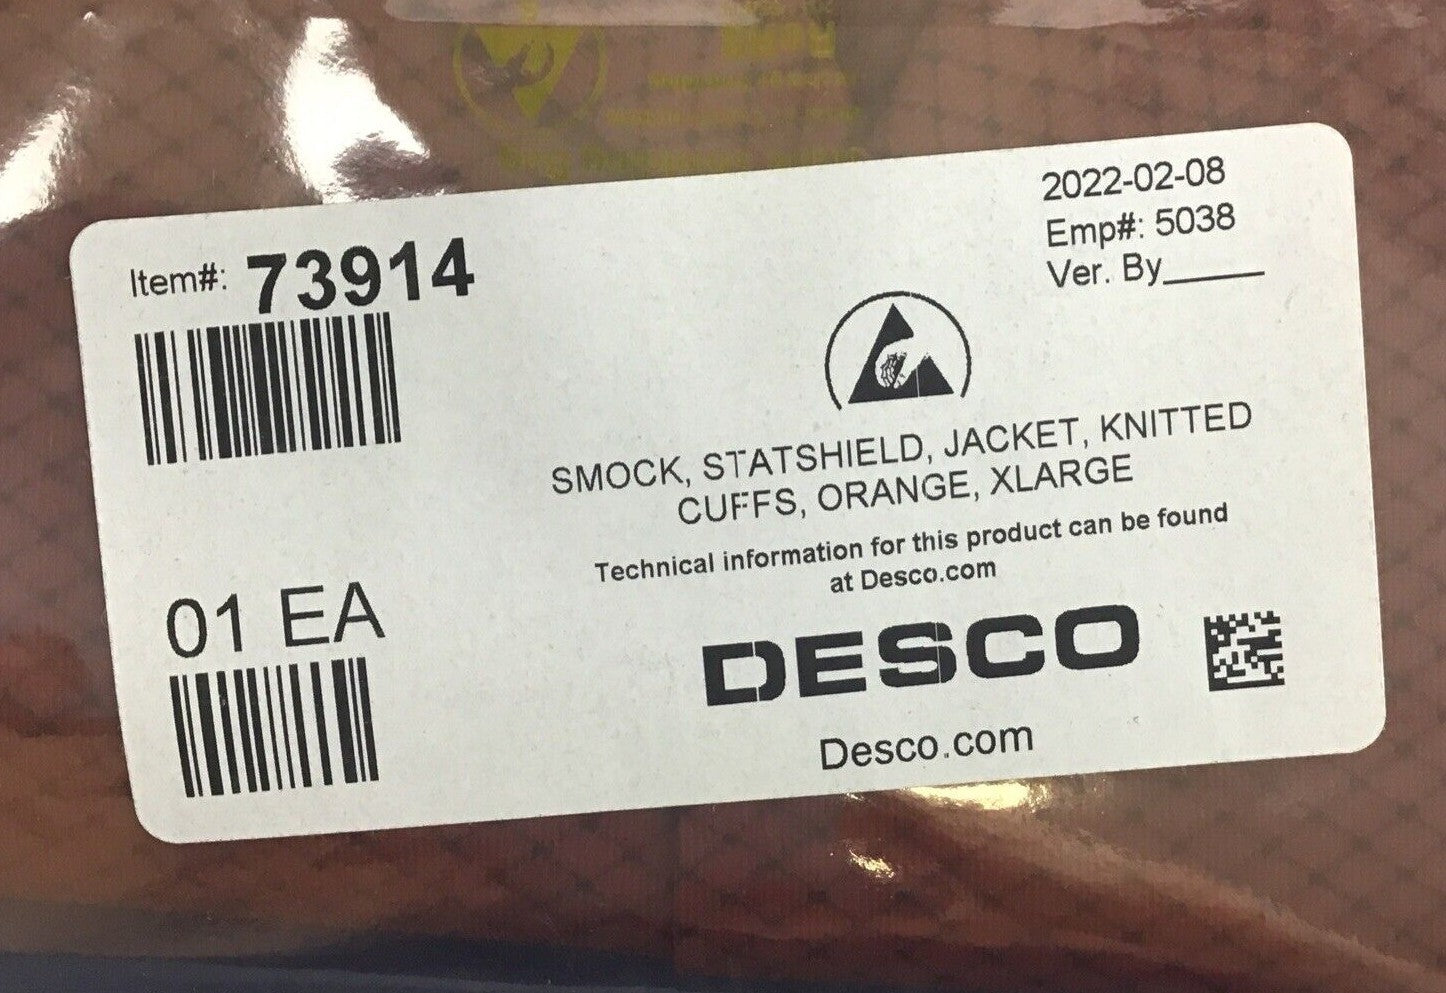 2022-02-08
Emp#: 5038
Ver. By_____
Item#: 73914
SMOCK, STATSHIELD, JACKET, KNITTED
CUFFS, ORANGE, XLARGE
Technical information for this product can be found
at Desco.com
01 EA
DESCO
Desco.com